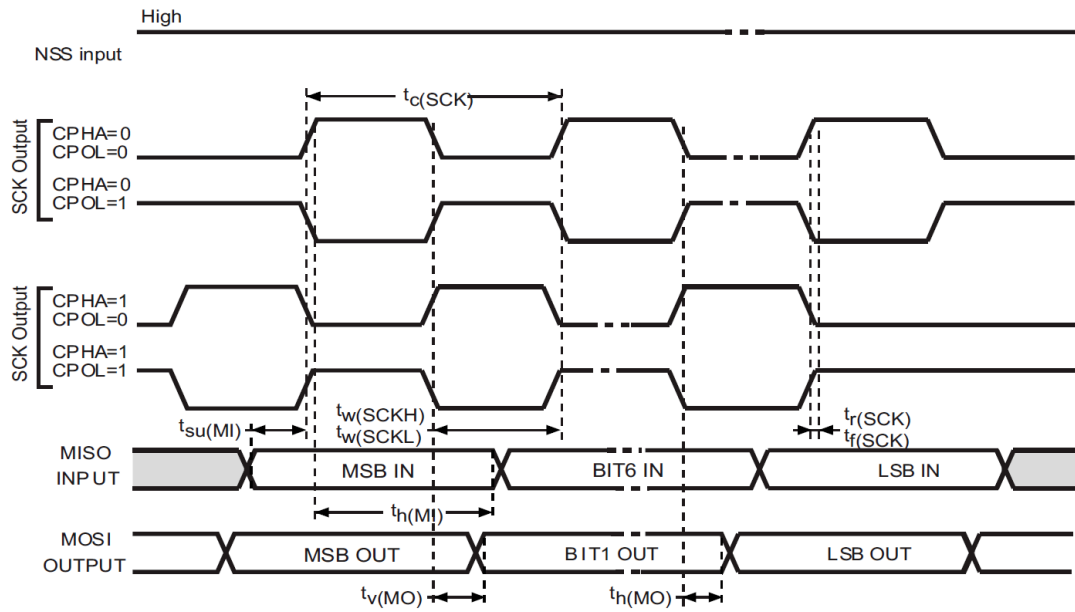 High
NSS input
tc(SCK)
SCK Output
CPHA=0
CPOL=0
CPHA=0
CPOL=1
SCK Output
CPHA=1
CPOL=0
CPHA=1
CPOL=1
tsu(MI)
tw(SCKH)
tw(SCKL)
tr(SCK)
tf(SCK)
MISO
INPUT
MSB IN
BIT6 IN
LSB IN
th(MI)
MOSI
OUTPUT
MSB OUT
BIT1 OUT
LSB OUT
tv(MO)
th(MO)